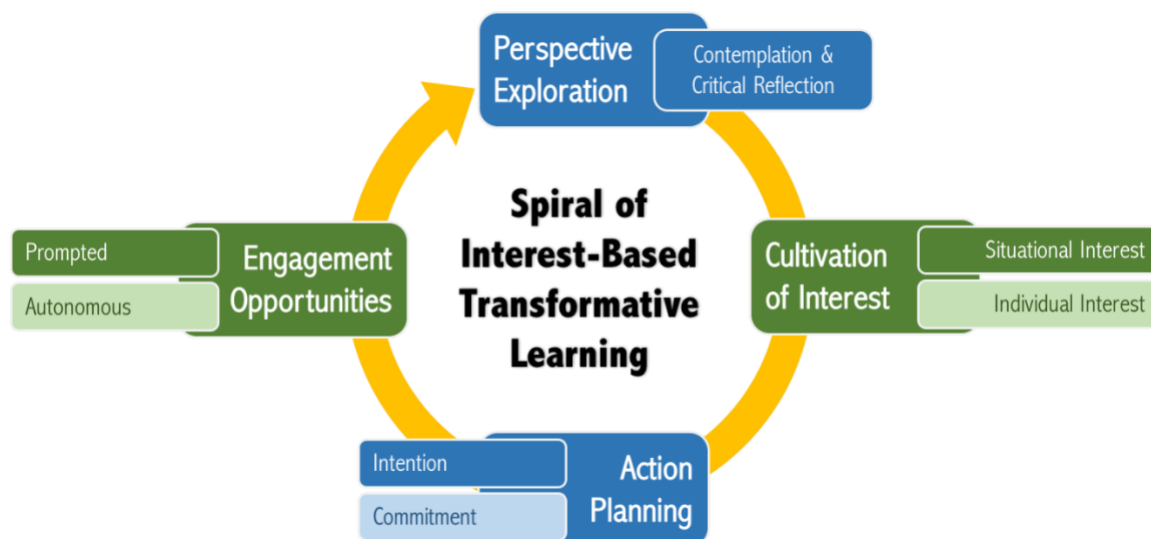 Perspective
Exploration
Contemplation &
Critical Reflection
Spiral of
Interest-Based
Transformative
Learning
Cultivation
of Interest
Situational Interest
Individual Interest
Action
Planning
Intention
Commitment
Engagement
Opportunities
Prompted
Autonomous